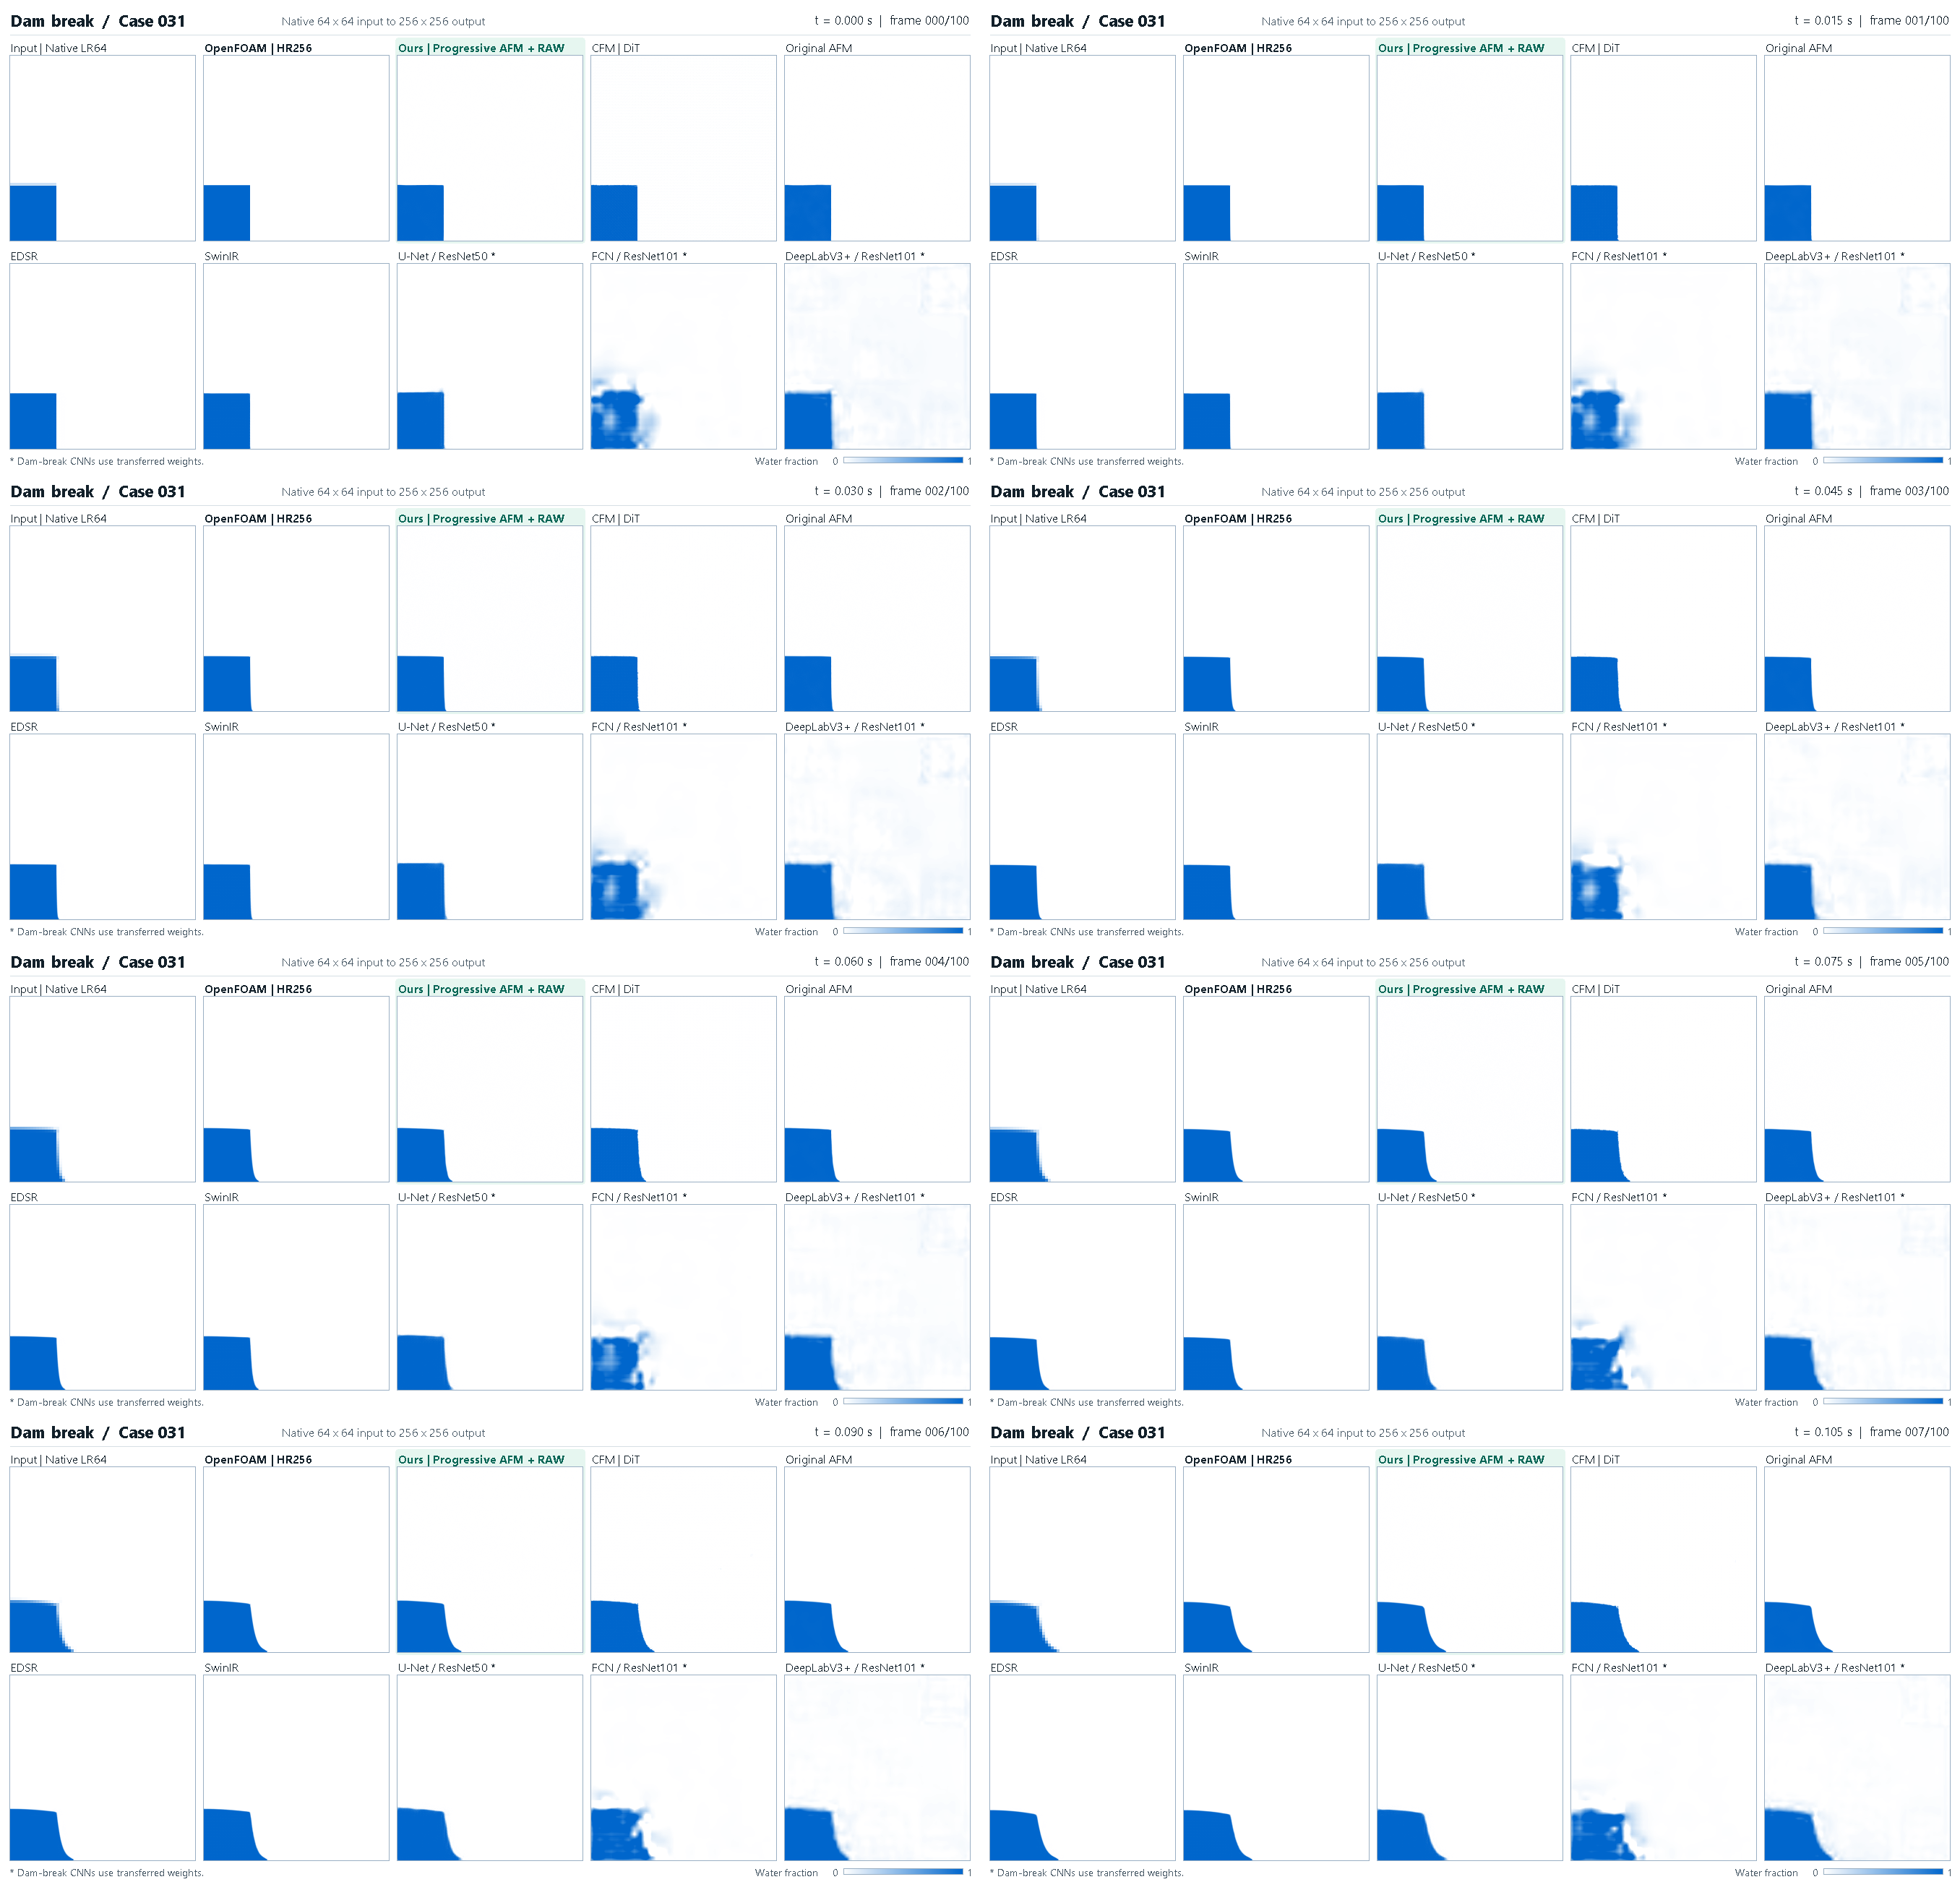 Dam break / Case 031 Native 64 x 64 input to 256 x 256 output t = 0.000 s | frame 000/100
Input | Native LR64 OpenFOAM | HR256 Ours | Progressive AFM + RAW CFM | DiT Original AFM
EDSR SwinIR U-Net / ResNet50 * FCN / ResNet101 * DeepLabV3+ / ResNet101 *
* Dam-break CNNs use transferred weights. Water fraction 0 1
Dam break / Case 031 Native 64 x 64 input to 256 x 256 output t = 0.015 s | frame 001/100
Input | Native LR64 OpenFOAM | HR256 Ours | Progressive AFM + RAW CFM | DiT Original AFM
EDSR SwinIR U-Net / ResNet50 * FCN / ResNet101 * DeepLabV3+ / ResNet101 *
* Dam-break CNNs use transferred weights. Water fraction 0 1
Dam break / Case 031 Native 64 x 64 input to 256 x 256 output t = 0.030 s | frame 002/100
Input | Native LR64 OpenFOAM | HR256 Ours | Progressive AFM + RAW CFM | DiT Original AFM
EDSR SwinIR U-Net / ResNet50 * FCN / ResNet101 * DeepLabV3+ / ResNet101 *
* Dam-break CNNs use transferred weights. Water fraction 0 1
Dam break / Case 031 Native 64 x 64 input to 256 x 256 output t = 0.045 s | frame 003/100
Input | Native LR64 OpenFOAM | HR256 Ours | Progressive AFM + RAW CFM | DiT Original AFM
EDSR SwinIR U-Net / ResNet50 * FCN / ResNet101 * DeepLabV3+ / ResNet101 *
* Dam-break CNNs use transferred weights. Water fraction 0 1
Dam break / Case 031 Native 64 x 64 input to 256 x 256 output t = 0.060 s | frame 004/100
Input | Native LR64 OpenFOAM | HR256 Ours | Progressive AFM + RAW CFM | DiT Original AFM
EDSR SwinIR U-Net / ResNet50 * FCN / ResNet101 * DeepLabV3+ / ResNet101 *
* Dam-break CNNs use transferred weights. Water fraction 0 1
Dam break / Case 031 Native 64 x 64 input to 256 x 256 output t = 0.075 s | frame 005/100
Input | Native LR64 OpenFOAM | HR256 Ours | Progressive AFM + RAW CFM | DiT Original AFM
EDSR SwinIR U-Net / ResNet50 * FCN / ResNet101 * DeepLabV3+ / ResNet101 *
* Dam-break CNNs use transferred weights. Water fraction 0 1
Dam break / Case 031 Native 64 x 64 input to 256 x 256 output t = 0.090 s | frame 006/100
Input | Native LR64 OpenFOAM | HR256 Ours | Progressive AFM + RAW CFM | DiT Original AFM
EDSR SwinIR U-Net / ResNet50 * FCN / ResNet101 * DeepLabV3+ / ResNet101 *
* Dam-break CNNs use transferred weights. Water fraction 0 1
Dam break / Case 031 Native 64 x 64 input to 256 x 256 output t = 0.105 s | frame 007/100
Input | Native LR64 OpenFOAM | HR256 Ours | Progressive AFM + RAW CFM | DiT Original AFM
EDSR SwinIR U-Net / ResNet50 * FCN / ResNet101 * DeepLabV3+ / ResNet101 *
* Dam-break CNNs use transferred weights. Water fraction 0 1